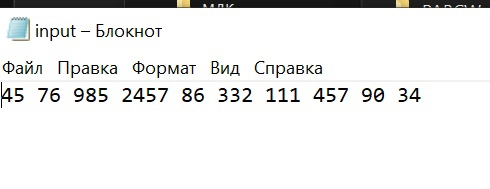 input – Блокнот
Файл Правка Формат Вид Справка
45 76 985 2457 86 332 111 457 90 34